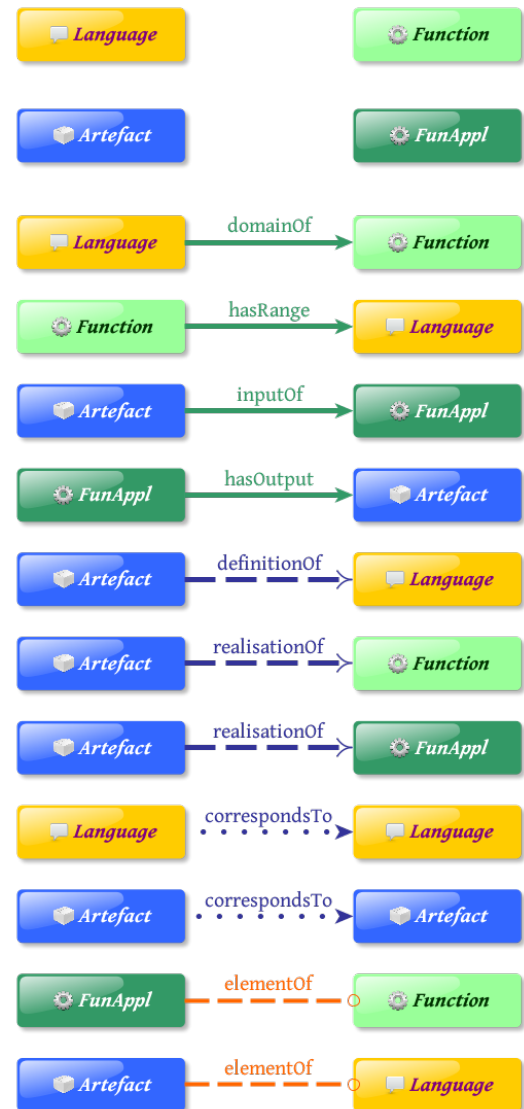 Language Function
Artefact FunAppl
Language domainOf Function
Function hasRange Language
Artefact inputOf FunAppl
FunAppl hasOutput Artefact
Artefact definitionOf Language
Artefact realisationOf Function
Artefact realisationOf FunAppl
Language correspondsTo Language
Artefact correspondsTo Artefact
FunAppl elementOf Function
Artefact elementOf Language